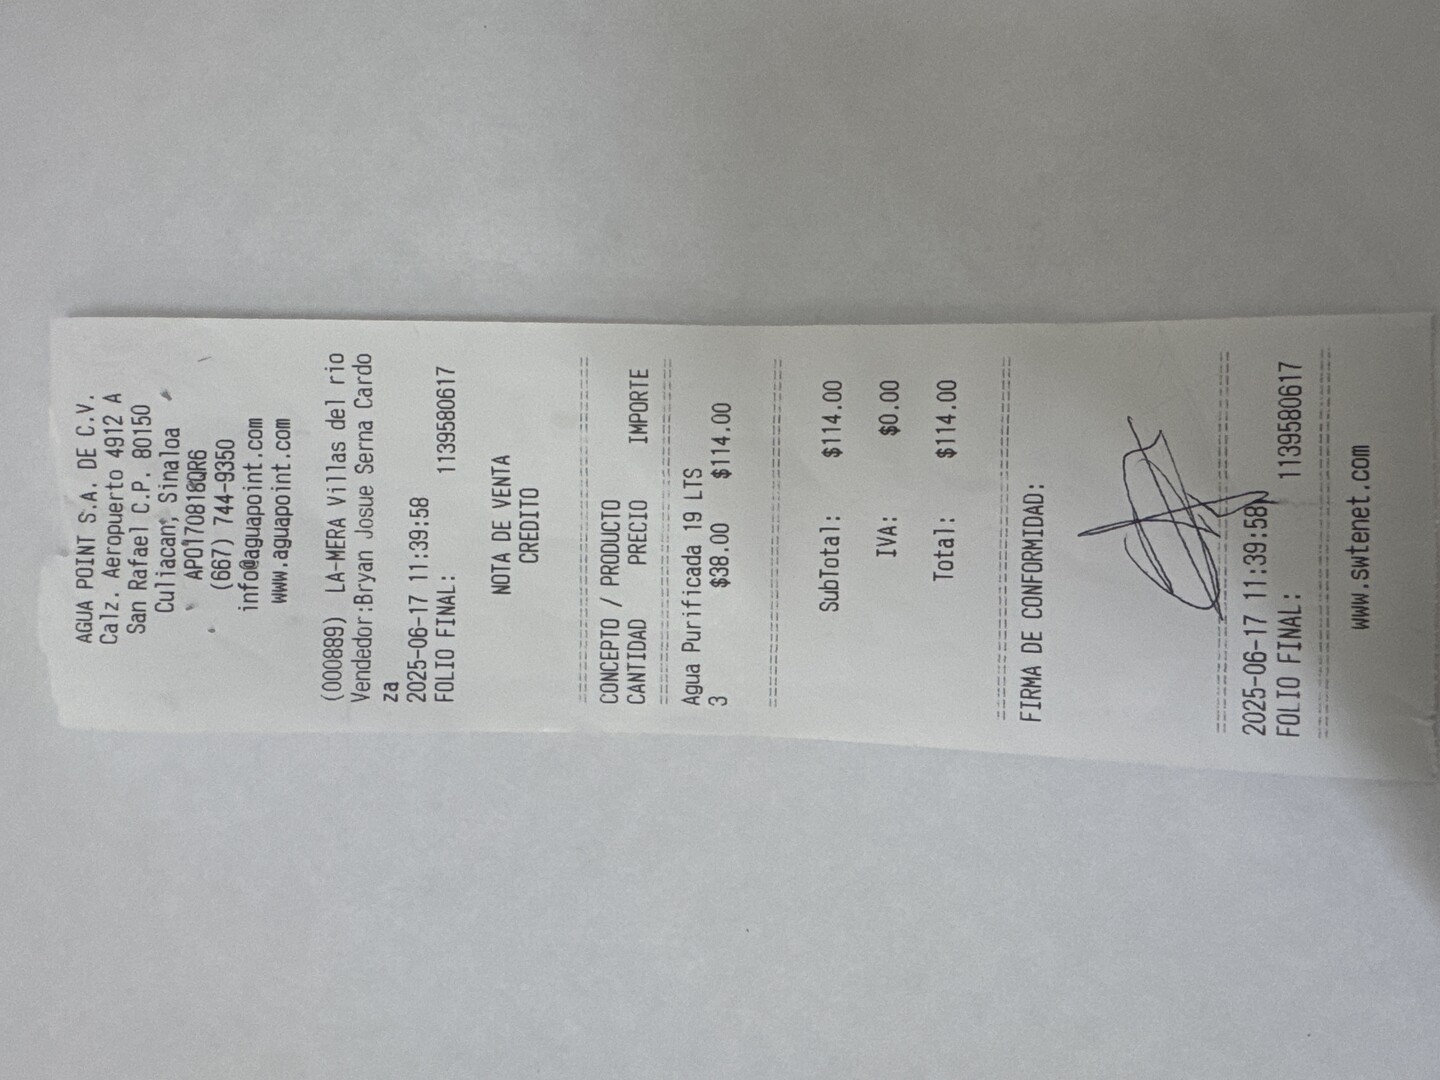 AGUA POINT S.A. DE C.V.
Calz. Aeropuerto 4912 A
San Rafael C.P. 80150
Culiacan, Sinaloa
APO170818QR6
(667) 744-9350
info@aguapoint.com
www.aguapoint.com
(000889) LA-MERA Villas del rio
Vendedor:Bryan Josue Serna Cardo
za
2025-06-17 11:39:58
FOLIO FINAL: 1139580617
NOTA DE VENTA
CREDITO
CONCEPTO / PRODUCTO
CANTIDAD PRECIO IMPORTE
Agua Purificada 19 LTS
3 $38.00 $114.00
SubTotal: $114.00
IVA: $0.00
Total: $114.00
FIRMA DE CONFORMIDAD:
2025-06-17 11:39:58
FOLIO FINAL: 1139580617
www.swtenet.com